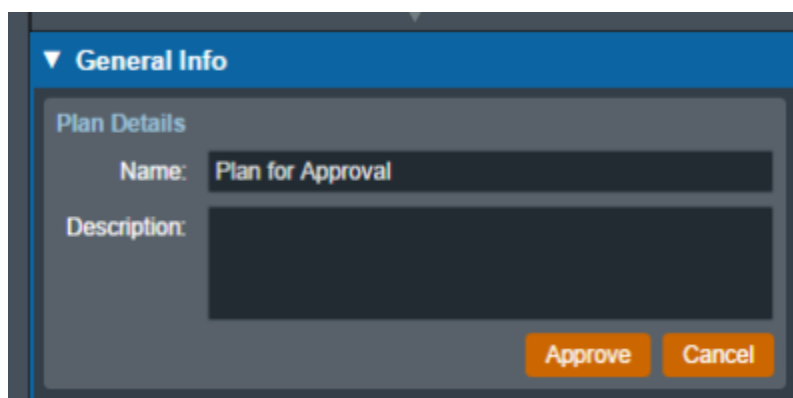 General Info
Plan Details
Name: Plan for Approval
Description:
Approve Cancel